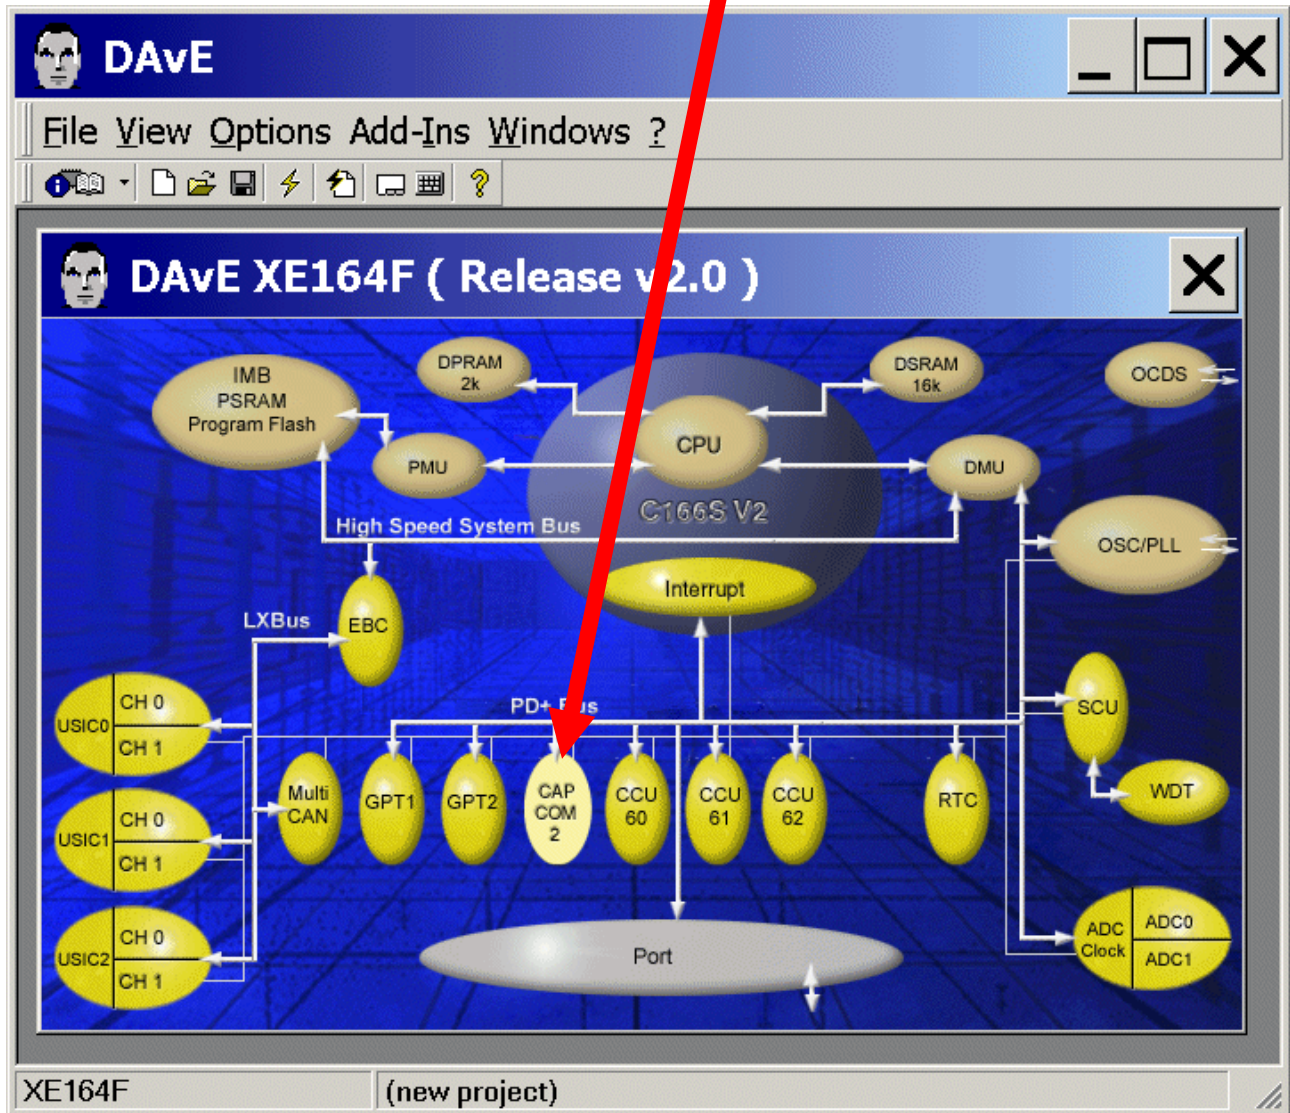 DAvE
File View Options Add-Ins Windows ?
DAvE XE164F ( Release v2.0 )
IMB
PSRAM
Program Flash
DPRAM
2k
DSRAM
16k
OCDS
CPU
PMU
DMU
C166S V2
High Speed System Bus
OSC/PLL
Interrupt
LXBus
EBC
PD+ Bus
SCU
USIC0
CH 0
CH 1
Multi
CAN
GPT1
GPT2
CAP
COM
2
CCU
60
CCU
61
CCU
62
RTC
WDT
USIC1
CH 0
CH 1
USIC2
CH 0
CH 1
Port
ADC
Clock
ADC0
ADC1
XE164F
(new project)